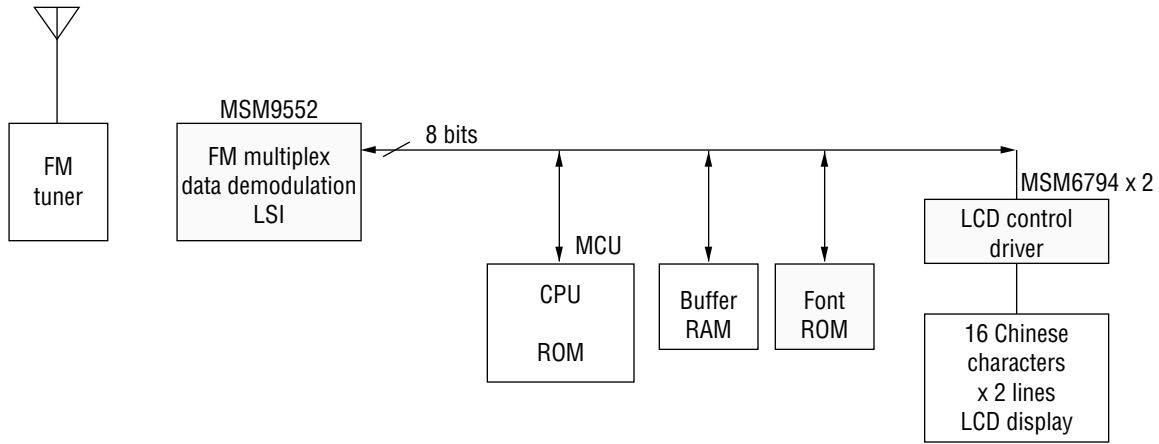 FM
tuner
MSM9552
FM multiplex
data demodulation
LSI
8 bits
MCU
CPU
ROM
Buffer
RAM
Font
ROM
MSM6794 x 2
LCD control
driver
16 Chinese
characters
x 2 lines
LCD display